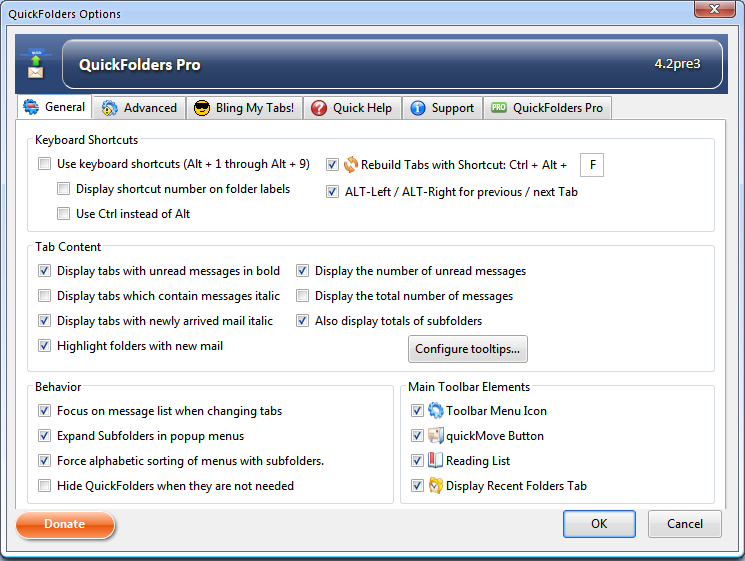 QuickFolders Options
QuickFolders Pro 4.2pre3
General Advanced Bling My Tabs! Quick Help Support PRO QuickFolders Pro
Keyboard Shortcuts
Use keyboard shortcuts (Alt + 1 through Alt + 9) Rebuild Tabs with Shortcut: Ctrl + Alt + F
Display shortcut number on folder labels ALT-Left / ALT-Right for previous / next Tab
Use Ctrl instead of Alt
Tab Content
Display tabs with unread messages in bold Display the number of unread messages
Display tabs which contain messages italic Display the total number of messages
Display tabs with newly arrived mail italic Also display totals of subfolders
Highlight folders with new mail Configure tooltips...
Behavior
Focus on message list when changing tabs
Expand Subfolders in popup menus
Force alphabetic sorting of menus with subfolders.
Hide QuickFolders when they are not needed
Main Toolbar Elements
Toolbar Menu Icon
quickMove Button
Reading List
Display Recent Folders Tab
Donate OK Cancel